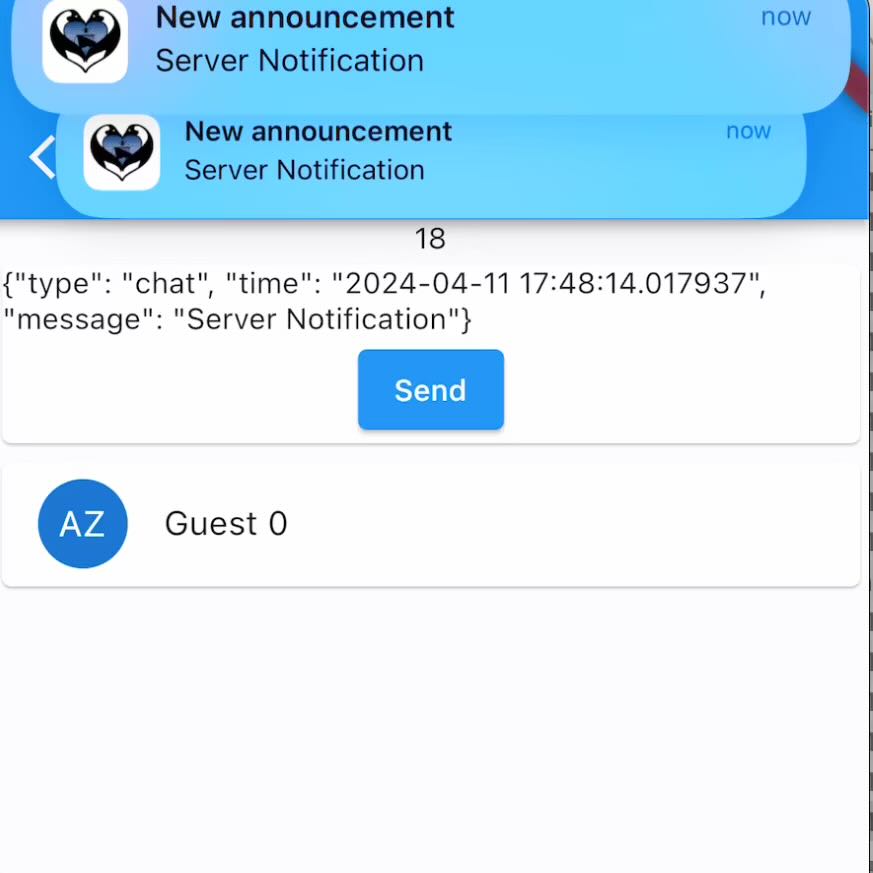 New announcement now
Server Notification
New announcement now
Server Notification
18
{"type": "chat", "time": "2024-04-11 17:48:14.017937",
"message": "Server Notification"}
Send
AZ Guest 0